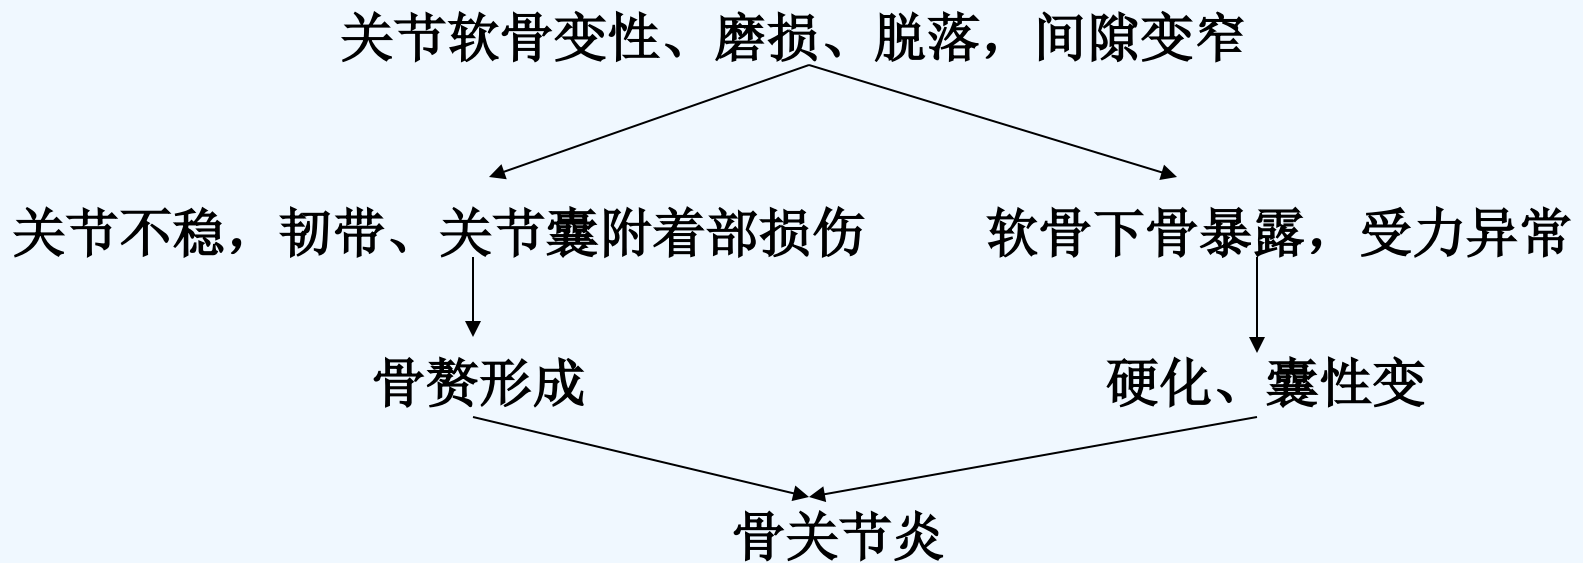 关节软骨变性、磨损、脱落，间隙变窄
关节不稳，韧带、关节囊附着部损伤
软骨下骨暴露，受力异常
骨赘形成
硬化、囊性变
骨关节炎